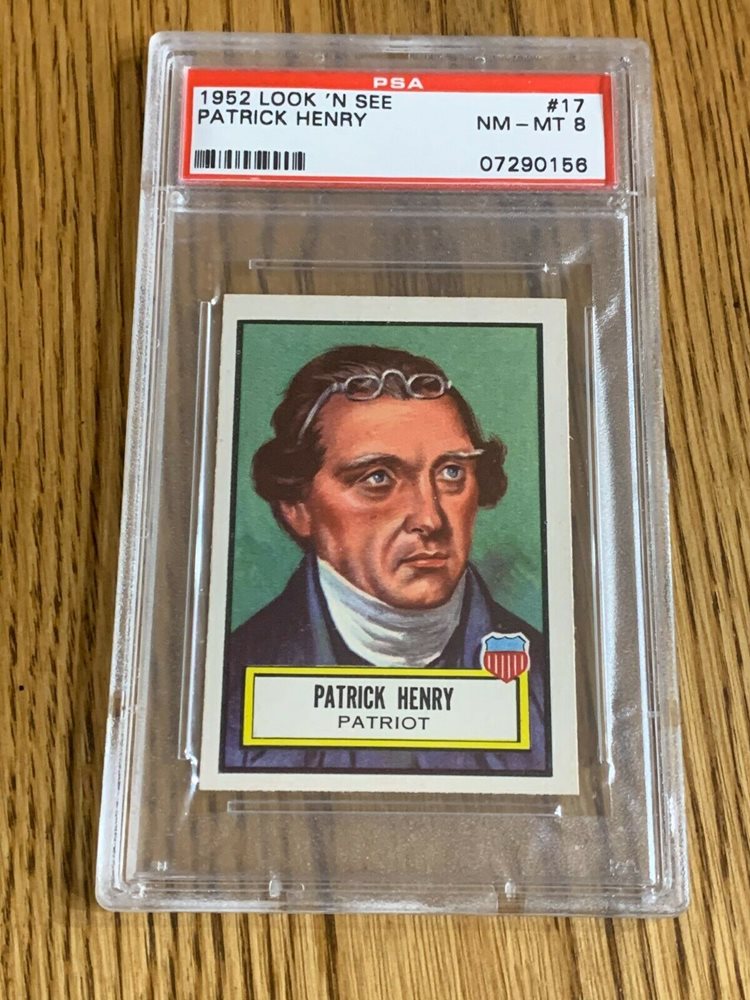 PSA
1952 LOOK 'N SEE #17
PATRICK HENRY NM - MT 8
07290156
PATRICK HENRY
PATRIOT